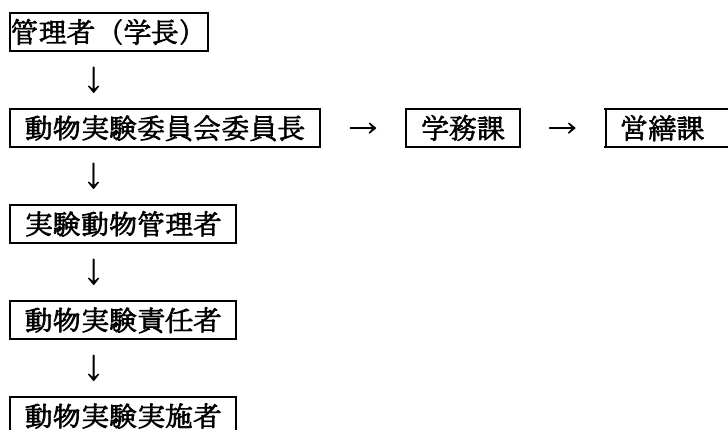 管理者（学長）
↓
動物実験委員会委員長 → 学務課 → 営繕課
↓
実験動物管理者
↓
動物実験責任者
↓
動物実験実施者